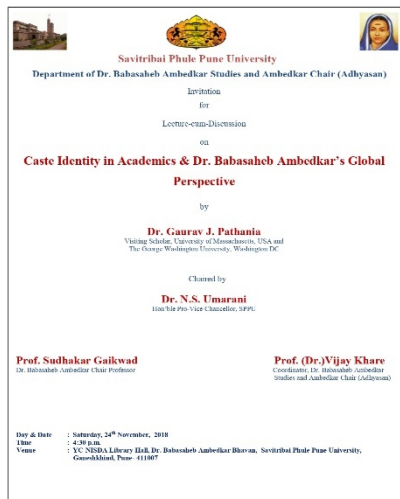 Savitribai Phule Pune University
Department of Dr. Babasaheb Ambedkar Studies and Ambedkar Chair (Adhyasan)
Invitation
for
Lecture-cum-Discussion
on
Caste Identity in Academics & Dr. Babasaheb Ambedkar's Global
Perspective
by
Dr. Gaurav J. Pathania
Visiting Scholar, University of Massachusetts, USA and
The George Washington University, Washington DC
Chaired by
Dr. N.S. Umarani
Hon'ble Pro-Vice Chancellor, SPPU
Prof. Sudhakar Gaikwad
Dr. Babasaheb Ambedkar Chair Professor
Prof. (Dr.)Vijay Khare
Coordinator, Dr. Babasaheb Ambedkar
Studies and Ambedkar Chair (Adhyasan)
Day & Date : Saturday, 24th November, 2018
Time : 4:30 p.m.
Venue : YC NISDA Library Hall, Dr. Babasaheb Ambedkar Bhavan, Savitribai Phule Pune University,
Ganeshkhind, Pune 411007